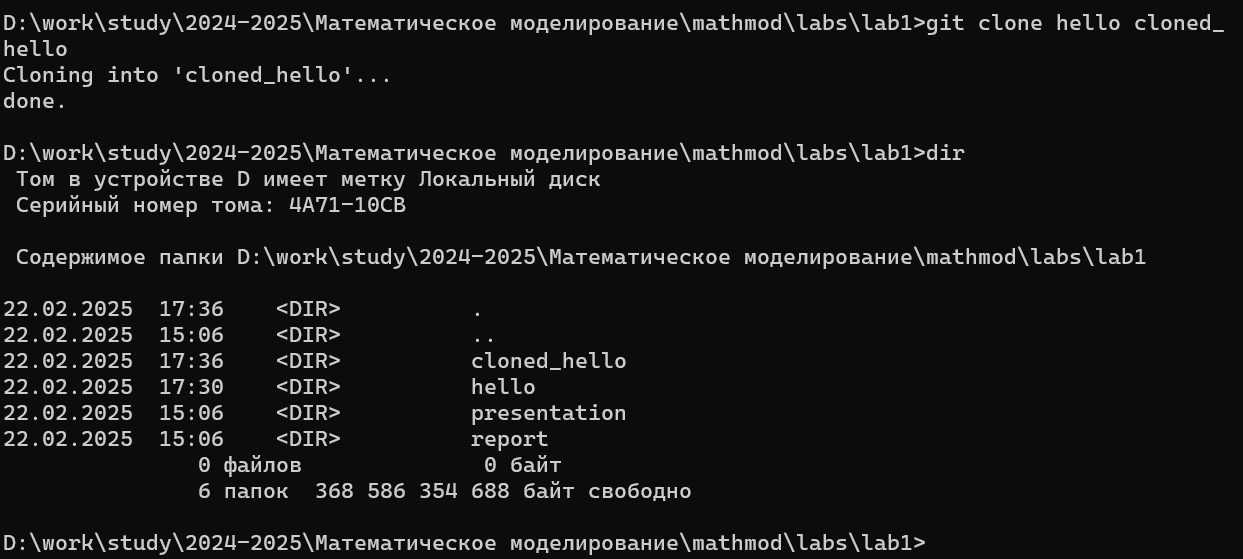 D:\work\study\2024-2025\Математическое моделирование\mathmod\labs\lab1>git clone hello cloned_
hello
Cloning into 'cloned_hello'...
done.
D:\work\study\2024-2025\Математическое моделирование\mathmod\labs\lab1>dir
Том в устройстве D имеет метку Локальный диск
Серийный номер тома: 4A71-10CB
Содержимое папки D:\work\study\2024-2025\Математическое моделирование\mathmod\labs\lab1
22.02.2025  17:36    <DIR>          .
22.02.2025  15:06    <DIR>          ..
22.02.2025  17:36    <DIR>          cloned_hello
22.02.2025  17:30    <DIR>          hello
22.02.2025  15:06    <DIR>          presentation
22.02.2025  15:06    <DIR>          report
0 файлов              0 байт
6 папок  368 586 354 688 байт свободно
D:\work\study\2024-2025\Математическое моделирование\mathmod\labs\lab1>